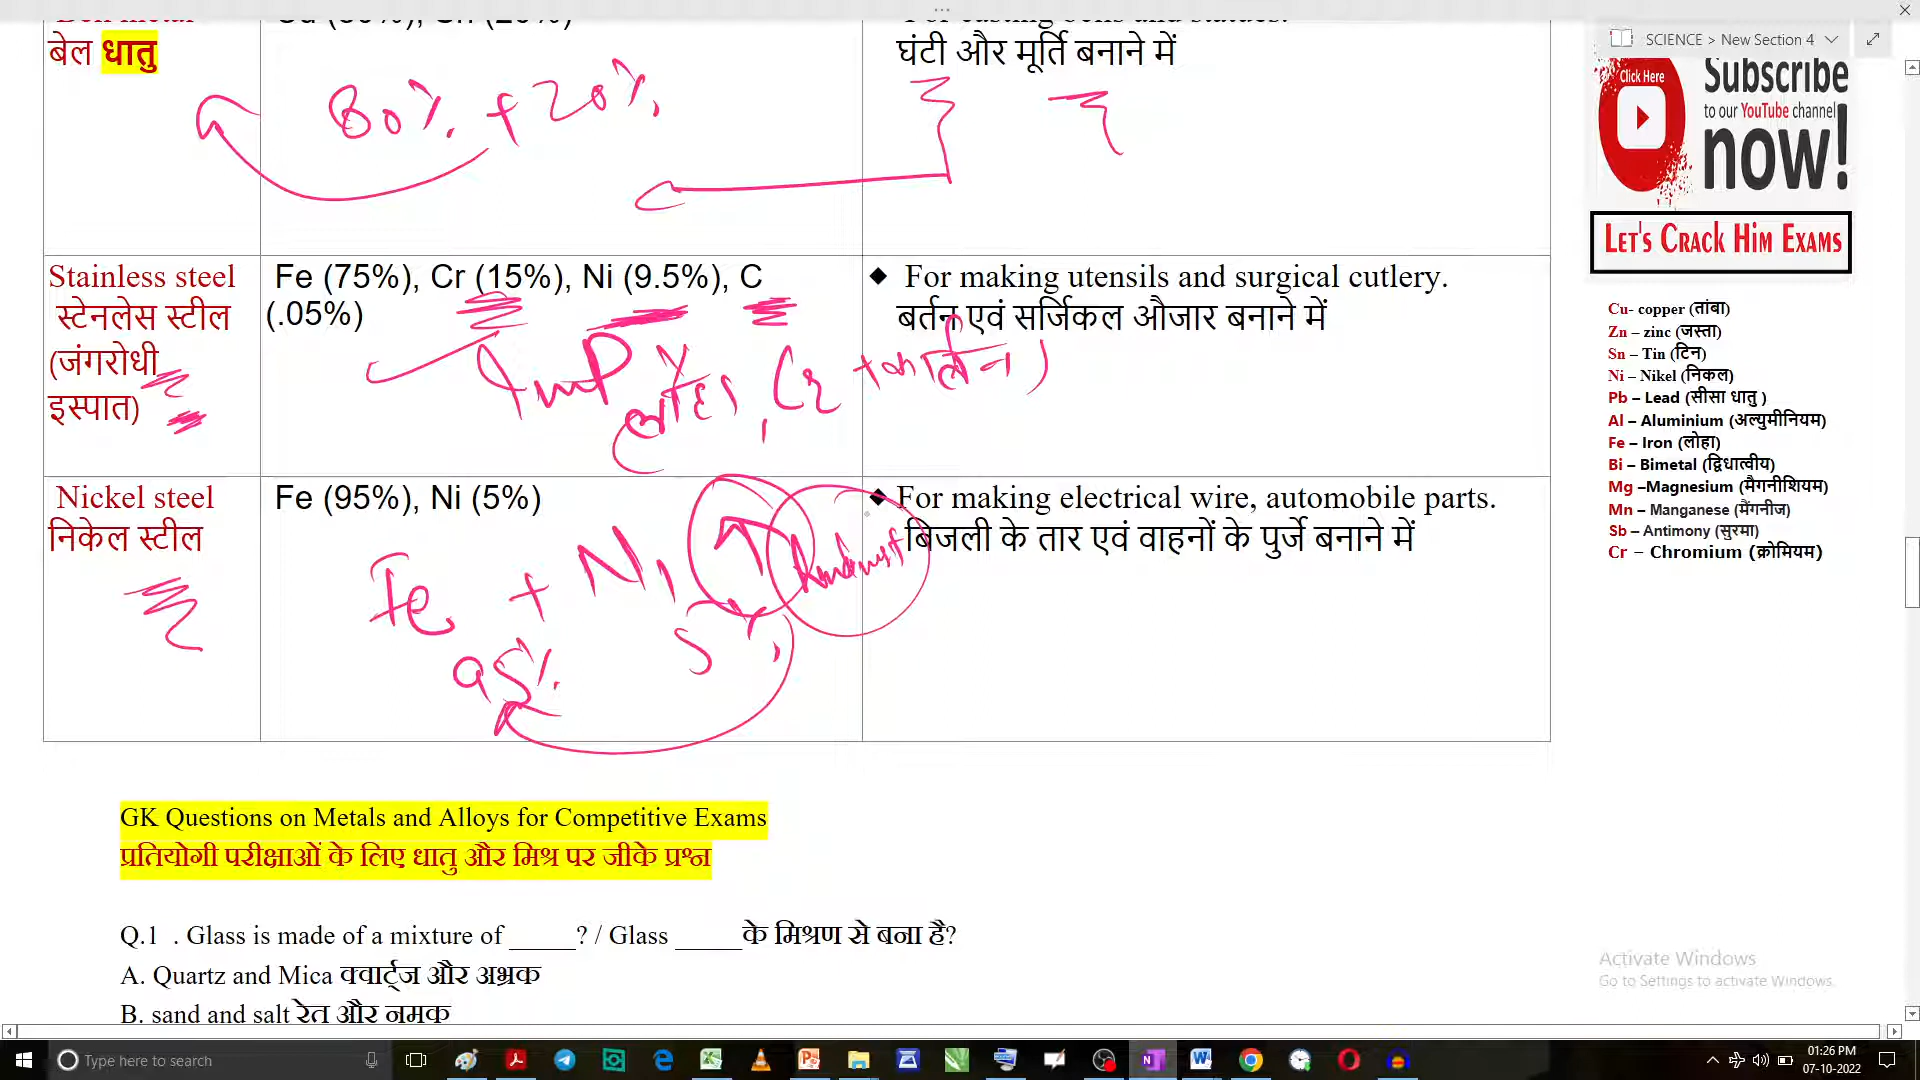 SCIENCE > New Section 4
बेल धातु
घंटी और मूर्ति बनाने में
80% + 20%
Stainless steel
स्टेनलेस स्टील
(जंगरोधी
इस्पात)
Fe (75%), Cr (15%), Ni (9.5%), C
(.05%)
Imp
लोहा, Cr + कार्बन)
◆ For making utensils and surgical cutlery.
बर्तन एवं सर्जिकल औजार बनाने में
Nickel steel
निकेल स्टील
Fe (95%), Ni (5%)
Fe + Ni
95% 5%
◆ For making electrical wire, automobile parts.
बिजली के तार एवं वाहनों के पुर्जे बनाने में
GK Questions on Metals and Alloys for Competitive Exams
प्रतियोगी परीक्षाओं के लिए धातु और मिश्र पर जीके प्रश्न
Q.1 . Glass is made of a mixture of _____? / Glass _____के मिश्रण से बना है?
A. Quartz and Mica क्वार्ट्ज और अभ्रक
B. sand and salt रेत और नमक
Click Here
Subscribe
to our YouTube channel
now!
LET'S CRACK HIM EXAMS
Cu- copper (तांबा)
Zn – zinc (जस्ता)
Sn – Tin (टिन)
Ni – Nikel (निकल)
Pb – Lead (सीसा धातु )
Al – Aluminium (अल्युमीनियम)
Fe – Iron (लोहा)
Bi – Bimetal (द्विधात्वीय)
Mg –Magnesium (मैगनीशियम)
Mn – Manganese (मैंगनीज)
Sb – Antimony (सुरमा)
Cr – Chromium (क्रोमियम)
Activate Windows
Go to Settings to activate Windows.
Type here to search
01:26 PM
07-10-2022